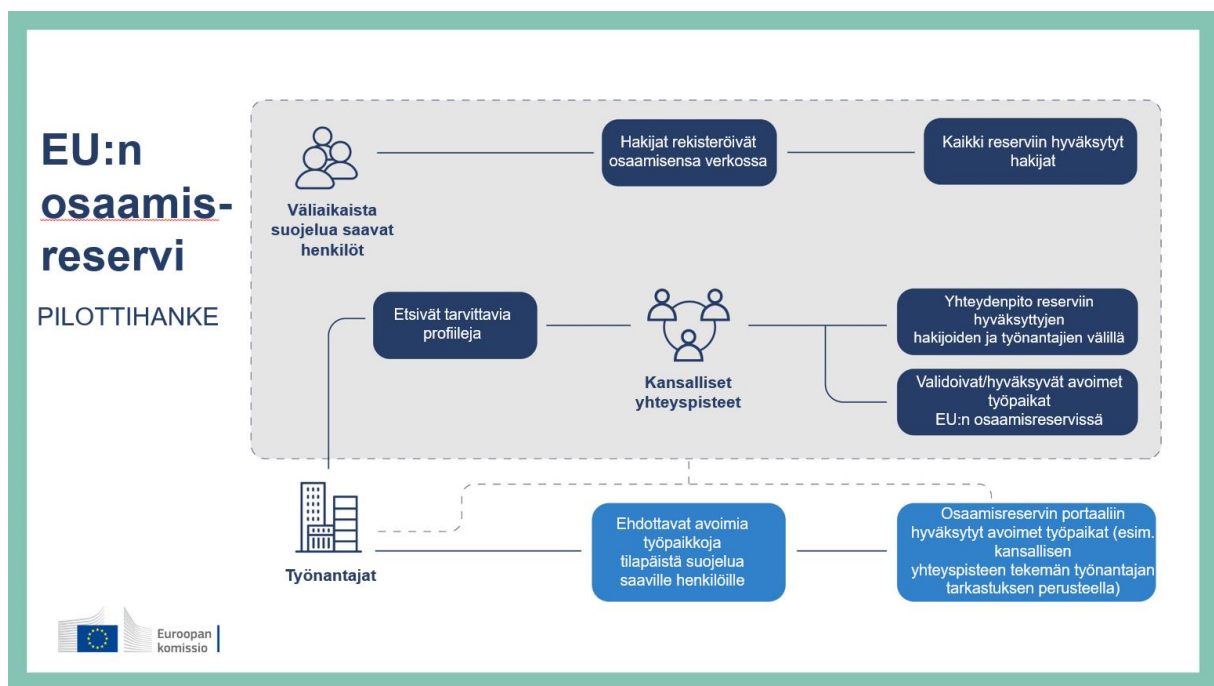 EU:n
osaamis-
reservi
PILOTTIHANKE
Väliaikaista
suojelua saavat
henkilöt
Hakijat rekisteröivät
osaamisensa verkossa
Kaikki reserviin hyväksytyt
hakijat
Etsivät tarvittavia
profiileja
Kansalliset
yhteyspisteet
Yhteydenpito reserviin
hyväksyttyjen
hakijoiden ja työnantajien välillä
Validoivat/hyväksyvät avoimet
työpaikat
EU:n osaamisreservissä
Työnantajat
Ehdottavat avoimia
työpaikkoja
tilapäistä suojelua
saaville henkilöille
Osaamisreservin portaaliin
hyväksytyt avoimet työpaikat (esim.
kansallisen
yhteyspisteen tekemän työnantajan
tarkastuksen perusteella)
Euroopan
komissio